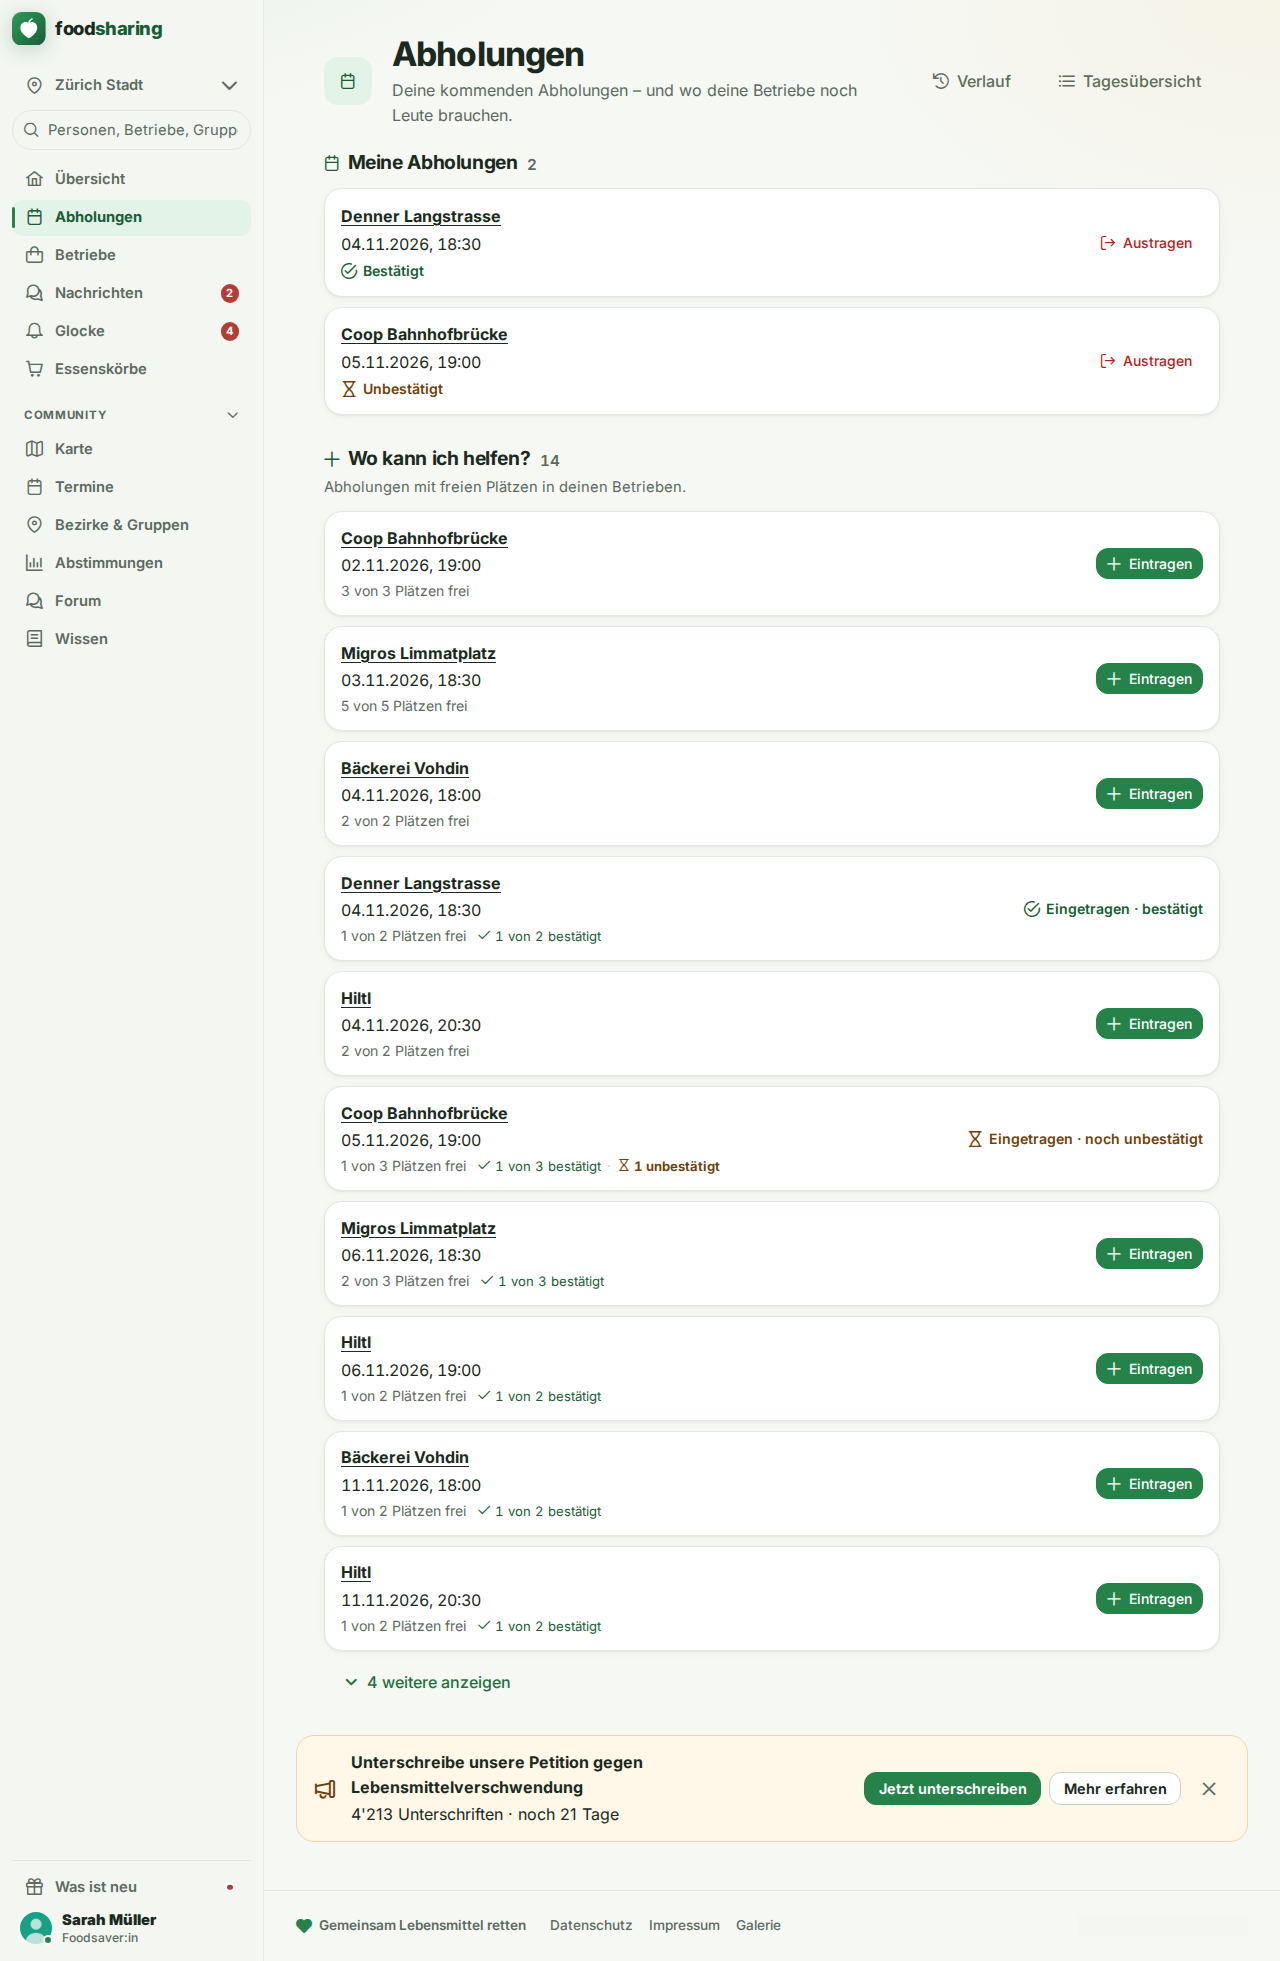 foodsharing
Zürich Stadt
Personen, Betriebe, Grupp
Übersicht
Abholungen
Betriebe
Nachrichten 2
Glocke 4
Essenskörbe
COMMUNITY
Karte
Termine
Bezirke & Gruppen
Abstimmungen
Forum
Wissen
Was ist neu
Sarah Müller
Foodsaver:in
Abholungen
Deine kommenden Abholungen – und wo deine Betriebe noch
Leute brauchen.
Verlauf
Tagesübersicht
Meine Abholungen 2
Denner Langstrasse
04.11.2026, 18:30
Bestätigt
Austragen
Coop Bahnhofbrücke
05.11.2026, 19:00
Unbestätigt
Austragen
Wo kann ich helfen? 14
Abholungen mit freien Plätzen in deinen Betrieben.
Coop Bahnhofbrücke
02.11.2026, 19:00
3 von 3 Plätzen frei
Eintragen
Migros Limmatplatz
03.11.2026, 18:30
5 von 5 Plätzen frei
Eintragen
Bäckerei Vohdin
04.11.2026, 18:00
2 von 2 Plätzen frei
Eintragen
Denner Langstrasse
04.11.2026, 18:30
1 von 2 Plätzen frei 1 von 2 bestätigt
Eingetragen · bestätigt
Hiltl
04.11.2026, 20:30
2 von 2 Plätzen frei
Eintragen
Coop Bahnhofbrücke
05.11.2026, 19:00
1 von 3 Plätzen frei 1 von 3 bestätigt · 1 unbestätigt
Eingetragen · noch unbestätigt
Migros Limmatplatz
06.11.2026, 18:30
2 von 3 Plätzen frei 1 von 3 bestätigt
Eintragen
Hiltl
06.11.2026, 19:00
1 von 2 Plätzen frei 1 von 2 bestätigt
Eintragen
Bäckerei Vohdin
11.11.2026, 18:00
1 von 2 Plätzen frei 1 von 2 bestätigt
Eintragen
Hiltl
11.11.2026, 20:30
1 von 2 Plätzen frei 1 von 2 bestätigt
Eintragen
4 weitere anzeigen
Unterschreibe unsere Petition gegen
Lebensmittelverschwendung
4'213 Unterschriften · noch 21 Tage
Jetzt unterschreiben
Mehr erfahren
Gemeinsam Lebensmittel retten
Datenschutz
Impressum
Galerie